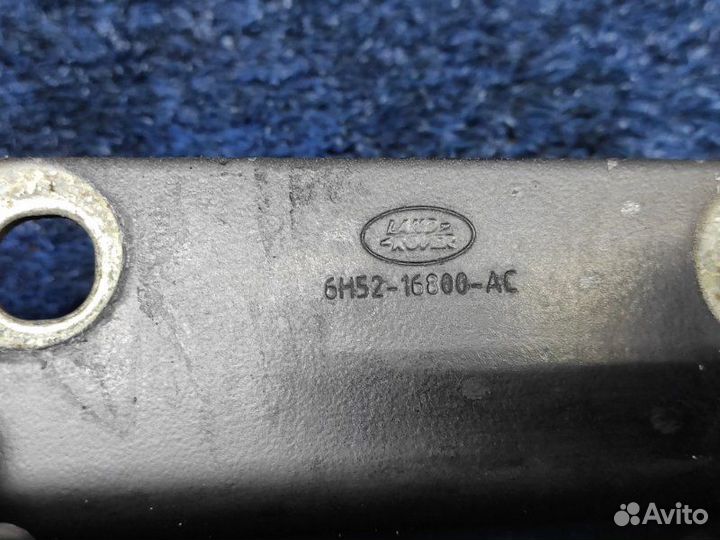 LAND-
-ROVER
6H52-16800-AC
Avito